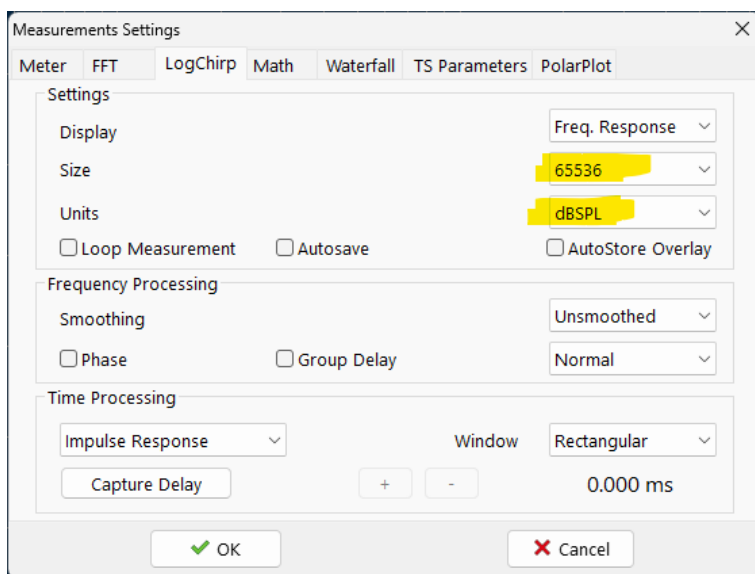 Measurements Settings
Meter FFT LogChirp Math Waterfall TS Parameters PolarPlot
Settings
Display Freq. Response
Size 65536
Units dBSPL
Loop Measurement Autosave AutoStore Overlay
Frequency Processing
Smoothing Unsmoothed
Phase Group Delay Normal
Time Processing
Impulse Response Window Rectangular
Capture Delay + - 0.000 ms
OK Cancel